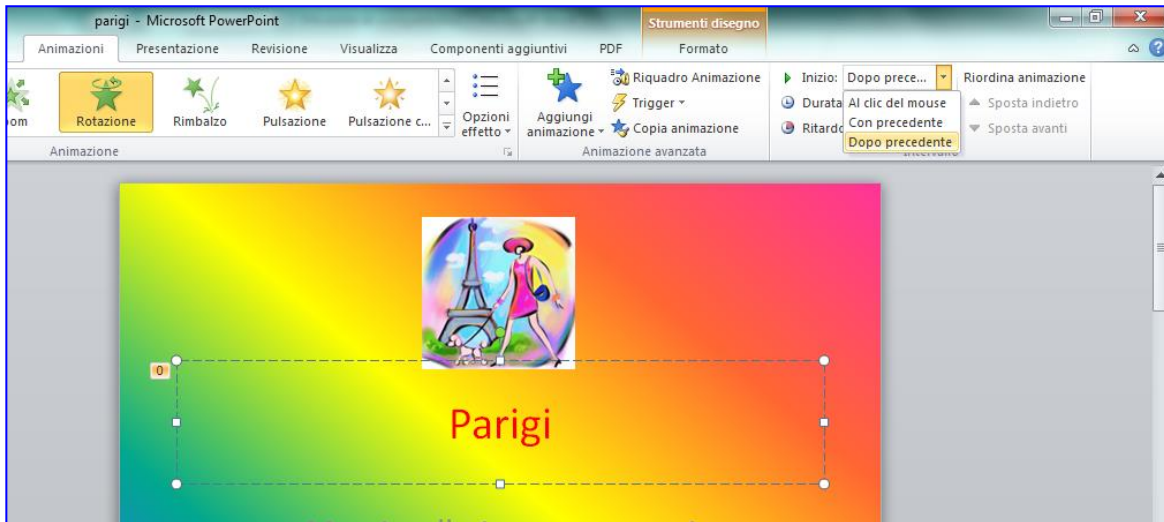 parigi - Microsoft PowerPoint
Strumenti disegno
Animazioni Presentazione Revisione Visualizza Componenti aggiuntivi PDF Formato
Rotazione Rimbalzo Pulsazione Pulsazione c...
Opzioni effetto
Aggiungi animazione
Riquadro Animazione
Trigger
Copia animazione
Inizio: Dopo prece...
Durata
Ritardo
Al clic del mouse
Con precedente
Dopo precedente
Riordina animazione
Sposta indietro
Sposta avanti
Animazione
Animazione avanzata
0
Parigi